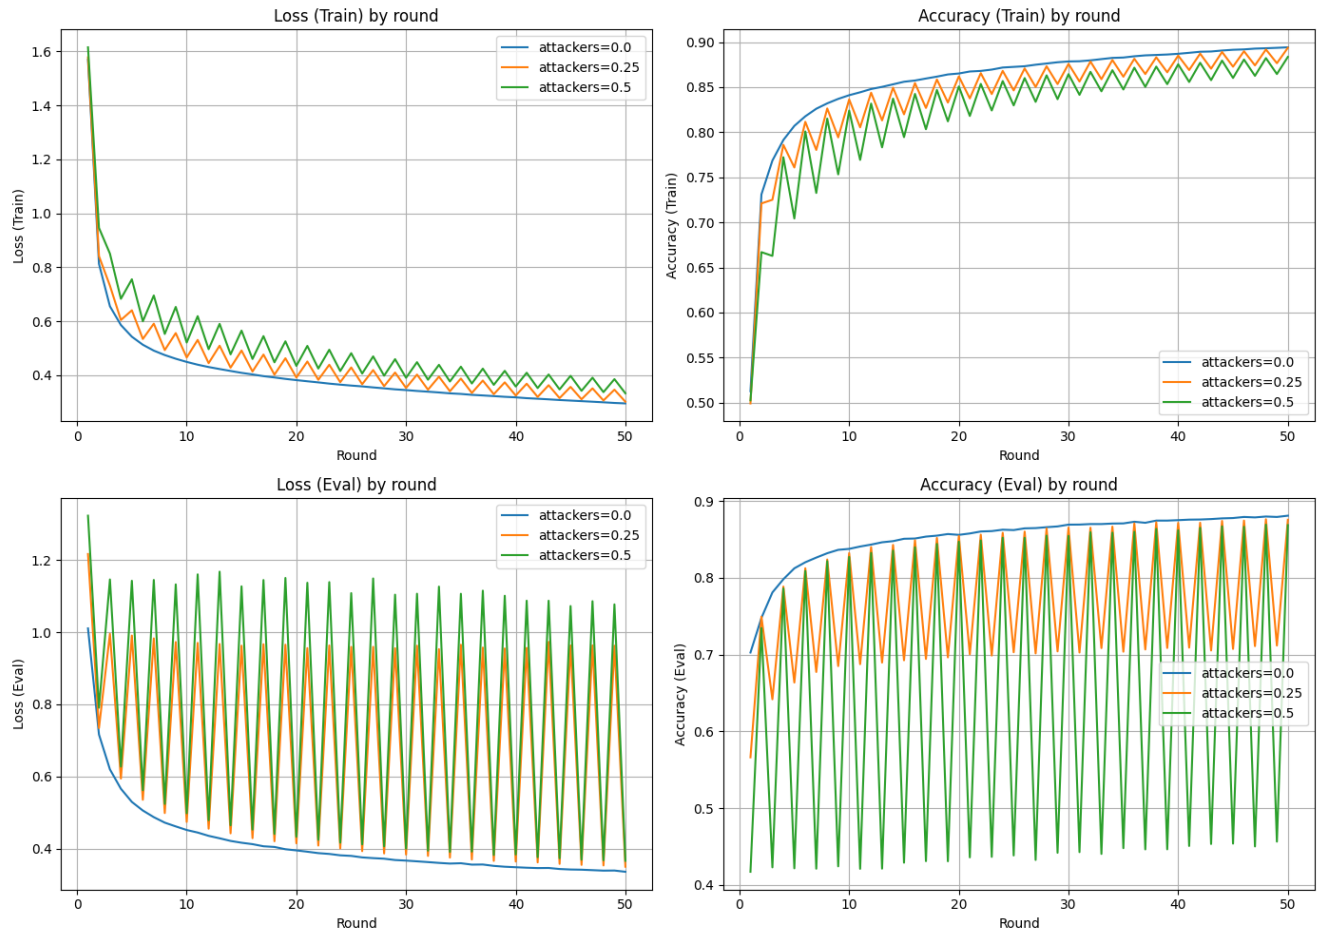 Loss (Train) by round
Loss (Train)
1.6
1.4
1.2
1.0
0.8
0.6
0.4
attackers=0.0
attackers=0.25
attackers=0.5
0 10 20 30 40 50
Round
Accuracy (Train) by round
Accuracy (Train)
0.90
0.85
0.80
0.75
0.70
0.65
0.60
0.55
0.50
attackers=0.0
attackers=0.25
attackers=0.5
0 10 20 30 40 50
Round
Loss (Eval) by round
Loss (Eval)
1.2
1.0
0.8
0.6
0.4
attackers=0.0
attackers=0.25
attackers=0.5
0 10 20 30 40 50
Round
Accuracy (Eval) by round
Accuracy (Eval)
0.9
0.8
0.7
0.6
0.5
0.4
attackers=0.0
attackers=0.25
attackers=0.5
0 10 20 30 40 50
Round